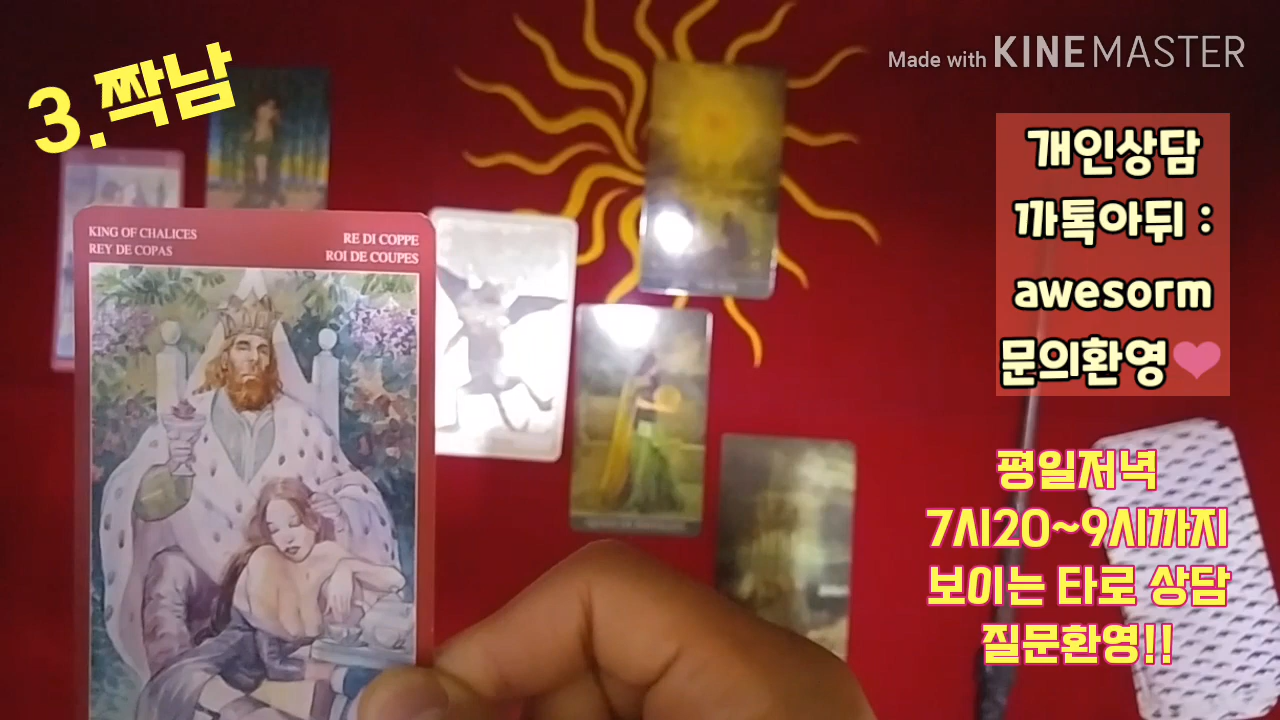 3.짝남
Made with KINEMASTER
개인상담
까톡아뒤 :
awesorm
문의환영
평일저녁
7시20~9시까지
보이는 타로 상담
질문환영!!
KING OF CHALICES
REY DE COPAS
RE DI COPPE
ROI DE COUPES